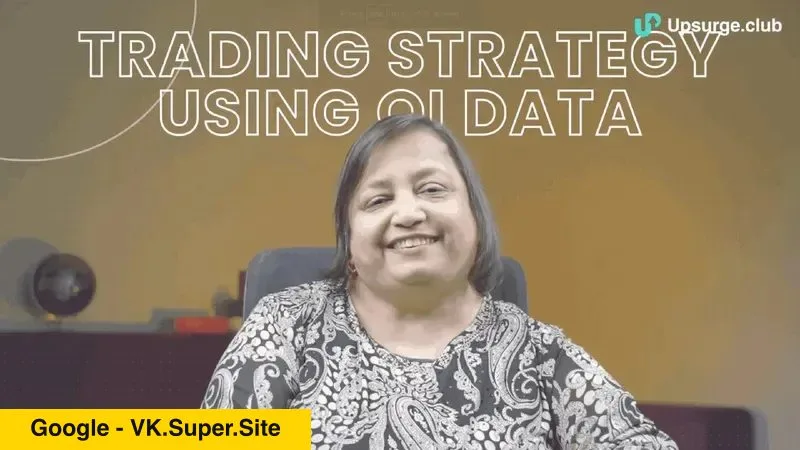 Upsurge.club
TRADING STRATEGY
USING OI DATA
Google - VK.Super.Site